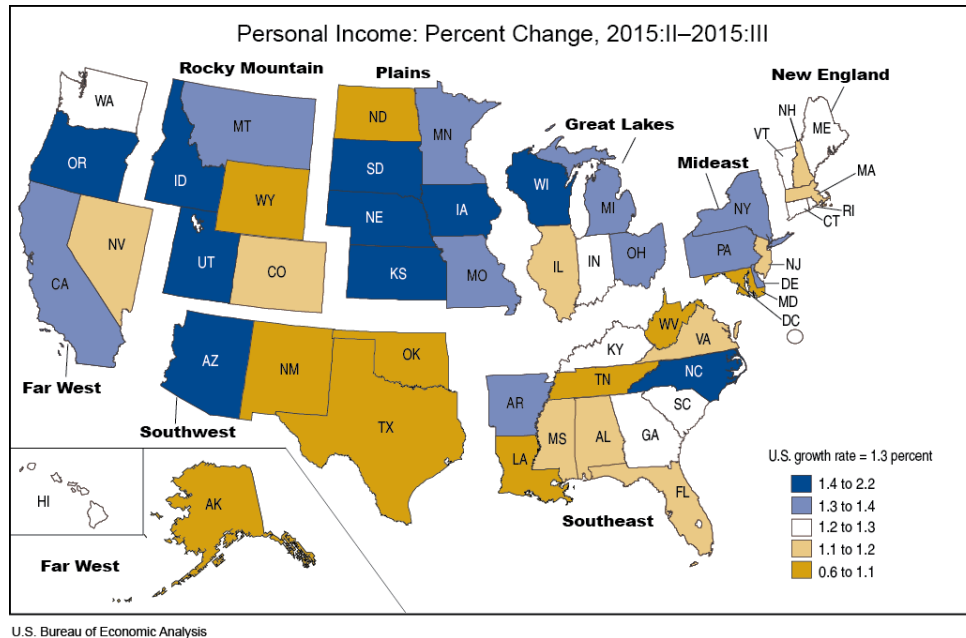 Personal Income: Percent Change, 2015:II–2015:III
Rocky Mountain
Plains
New England
Great Lakes
Mideast
WA
OR
CA
NV
Far West
MT
ID
WY
UT
CO
ND
SD
NE
KS
MN
IA
MO
WI
MI
IL
IN
OH
NH
VT
ME
MA
RI
CT
NY
PA
NJ
DE
MD
DC
AZ
NM
OK
TX
Southwest
KY
WV
VA
TN
NC
SC
AR
LA
MS
AL
GA
FL
Southeast
HI
AK
Far West
U.S. growth rate = 1.3 percent
1.4 to 2.2
1.3 to 1.4
1.2 to 1.3
1.1 to 1.2
0.6 to 1.1
U.S. Bureau of Economic Analysis